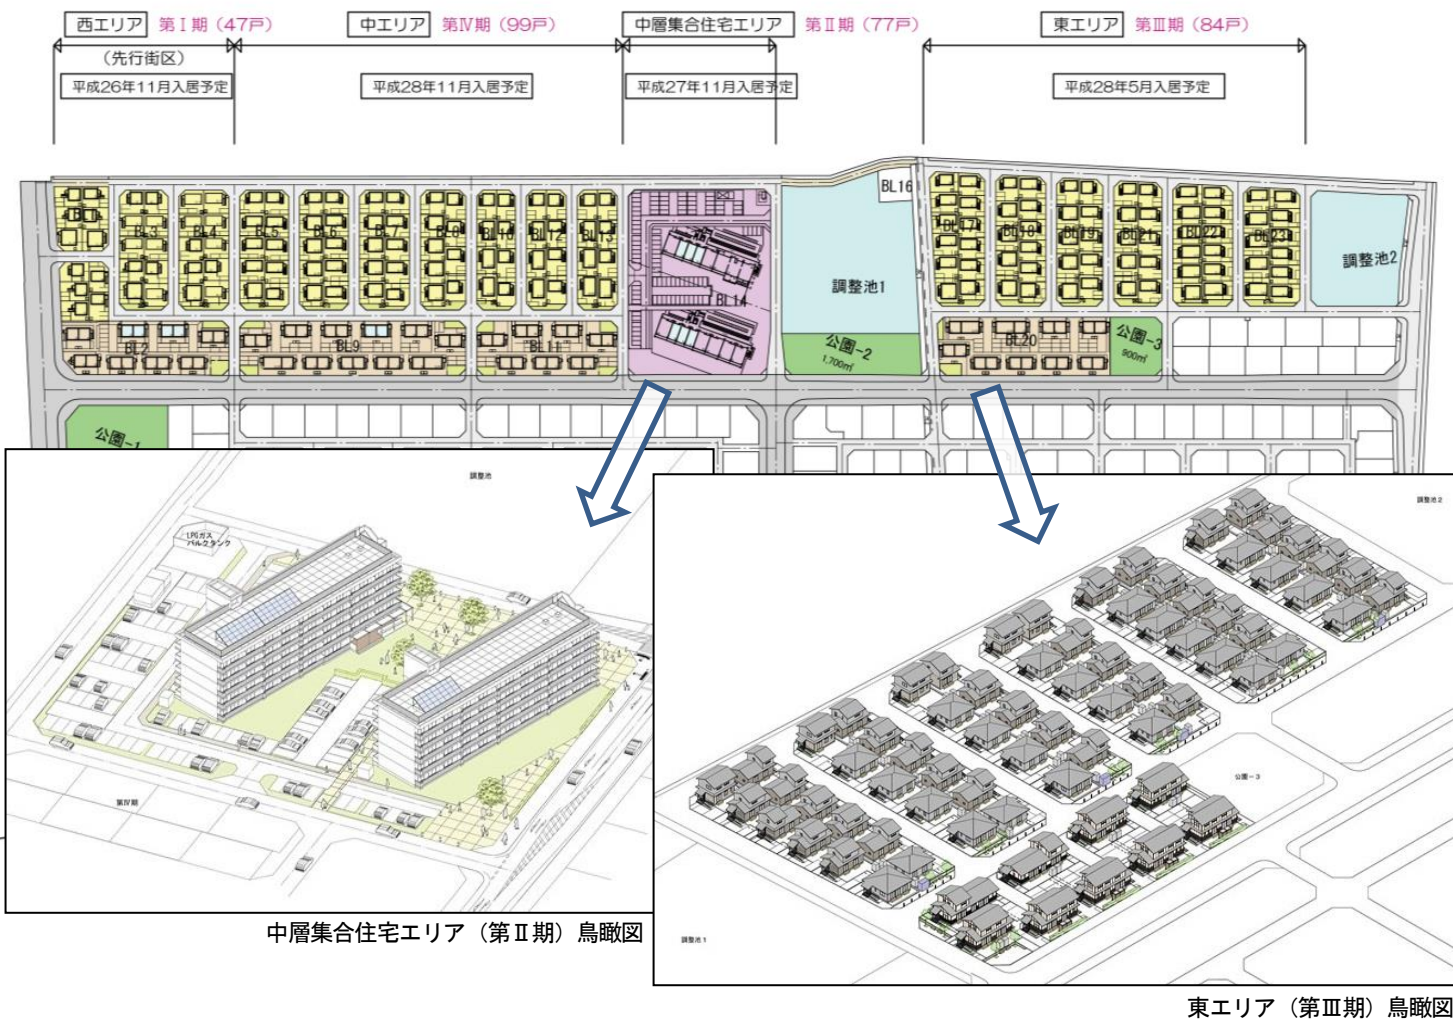 西エリア 第Ⅰ期（47戸） 中エリア 第Ⅳ期（99戸） 中層集合住宅エリア 第Ⅱ期（77戸） 東エリア 第Ⅲ期（84戸）
（先行街区）
平成26年11月入居予定 平成28年11月入居予定 平成27年11月入居予定 平成28年5月入居予定
BL16
BL3 BL4 BL5 BL6 BL7 BL8 BL10 BL12 BL13 BL17 BL18 BL19 BL21 BL22 BL23
調整池2
調整池1
BL14
BL2 BL9 BL11 BL20
公園-2
1,700㎡
公園-3
900㎡
公園-1
調整池
LPGガス
バルクタンク
第Ⅳ期
中層集合住宅エリア（第Ⅱ期）鳥瞰図
調整池2
公園-3
調整池1
東エリア（第Ⅲ期）鳥瞰図